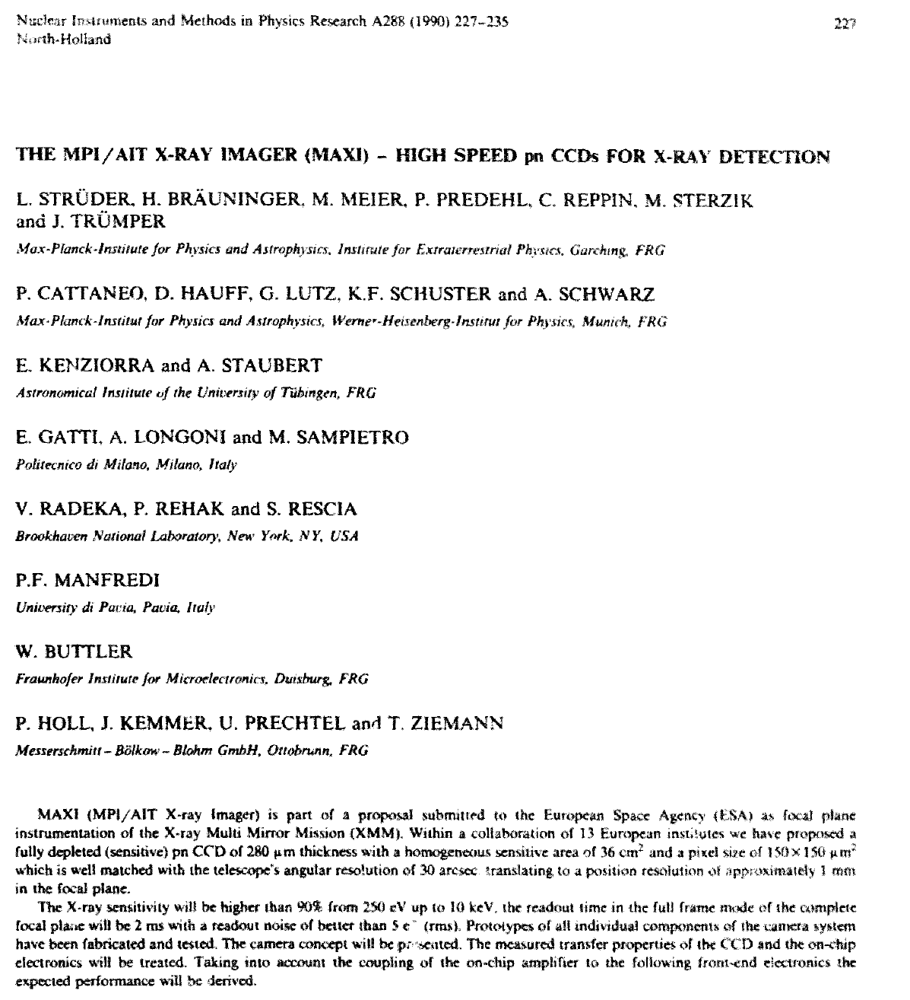 Nuclear Instruments and Methods in Physics Research A288 (1990) 227–235
227
North-Holland
THE MPI/AIT X-RAY IMAGER (MAXI) – HIGH SPEED pn CCDs FOR X-RAY DETECTION
L. STRÜDER, H. BRÄUNINGER, M. MEIER, P. PREDEHL, C. REPPIN, M. STERZIK
and J. TRÜMPER
Max-Planck-Institute for Physics and Astrophysics, Institute for Extraterrestrial Physics, Garching, FRG
P. CATTANEO, D. HAUFF, G. LUTZ, K.F. SCHUSTER and A. SCHWARZ
Max-Planck-Institut for Physics and Astrophysics, Werner-Heisenberg-Institut for Physics, Munich, FRG
E. KENZIORRA and A. STAUBERT
Astronomical Institute of the University of Tübingen, FRG
E. GATTI, A. LONGONI and M. SAMPIETRO
Politecnico di Milano, Milano, Italy
V. RADEKA, P. REHAK and S. RESCIA
Brookhaven National Laboratory, New York, NY, USA
P.F. MANFREDI
University di Pavia, Pavia, Italy
W. BUTTLER
Fraunhofer Institute for Microelectronics, Duisburg, FRG
P. HOLL, J. KEMMER, U. PRECHTEL and T. ZIEMANN
Messerschmitt – Bölkow – Blohm GmbH, Ottobrunn, FRG
MAXI (MPI/AIT X-ray Imager) is part of a proposal submitted to the European Space Agency (ESA) as focal plane
instrumentation of the X-ray Multi Mirror Mission (XMM). Within a collaboration of 13 European institutes we have proposed a
fully depleted (sensitive) pn CCD of 280 μm thickness with a homogeneous sensitive area of 36 cm² and a pixel size of 150 × 150 μm²
which is well matched with the telescope's angular resolution of 30 arcsec translating to a position resolution of approximately 1 mm
in the focal plane.
The X-ray sensitivity will be higher than 90% from 250 eV up to 10 keV, the readout time in the full frame mode of the complete
focal plane will be 2 ms with a readout noise of better than 5 e⁻ (rms). Prototypes of all individual components of the camera system
have been fabricated and tested. The camera concept will be presented. The measured transfer properties of the CCD and the on-chip
electronics will be treated. Taking into account the coupling of the on-chip amplifier to the following front-end electronics the
expected performance will be derived.